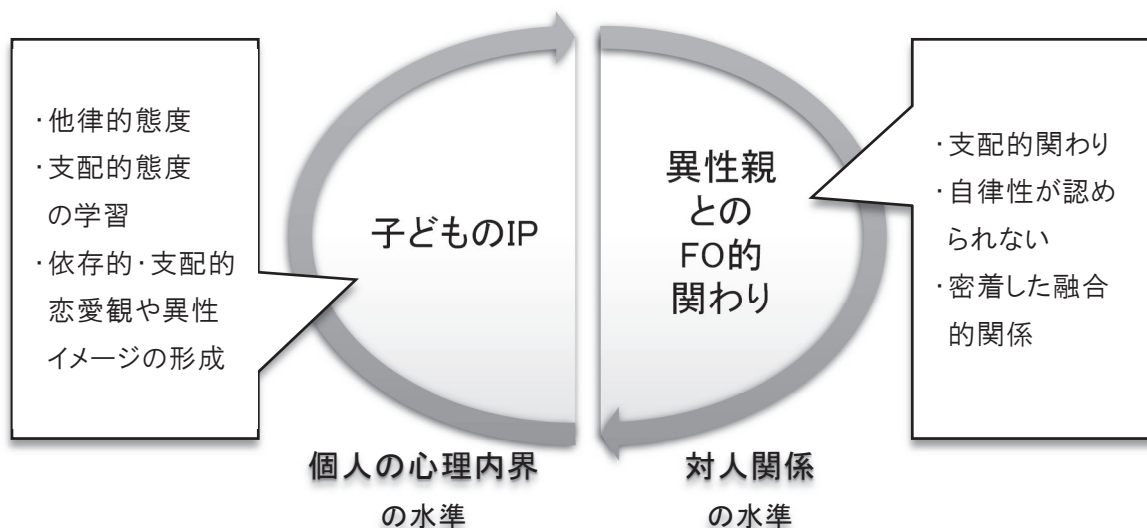 ・他律的態度
・支配的態度
の学習
・依存的・支配的
恋愛観や異性
イメージの形成
子どものIP
異性親
との
FO的
関わり
・支配的関わり
・自律性が認め
られない
・密着した融合
的関係
個人の心理内界
の水準
対人関係
の水準